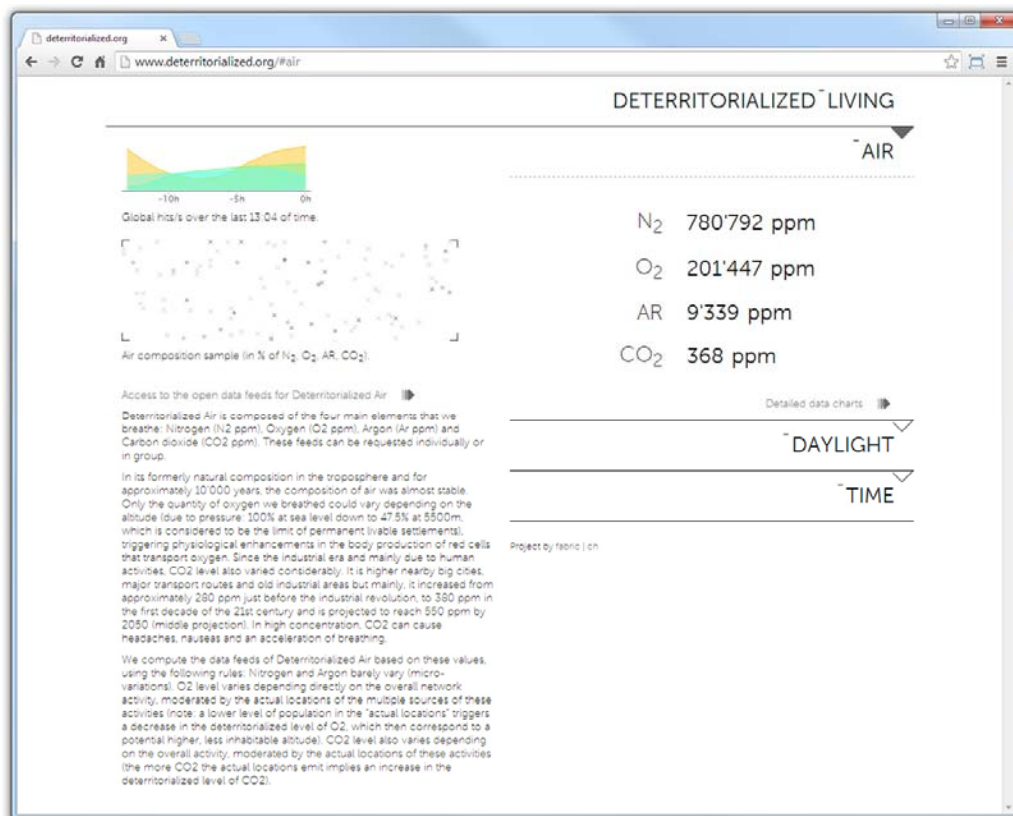 deterritorialized.org
www.deterritorialized.org/#air
DETERRITORIALIZED¯LIVING
¯AIR
-10h -5h 0h
Global hits/s over the last 13:04 of time.
Air composition sample (in % of N2, O2, AR, CO2).
Access to the open data feeds for Deterritorialized Air
Deterritorialized Air is composed of the four main elements that we
breathe: Nitrogen (N2 ppm), Oxygen (O2 ppm), Argon (Ar ppm) and
Carbon dioxide (CO2 ppm). These feeds can be requested individually or
in group.
In its formerly natural composition in the troposphere and for
approximately 10'000 years, the composition of air was almost stable.
Only the quantity of oxygen we breathed could vary depending on the
altitude (due to pressure: 100% at sea level down to 47.5% at 5500m,
which is considered to be the limit of permanent livable settlements),
triggering physiological enhancements in the body production of red cells
that transport oxygen. Since the industrial era and mainly due to human
activities, CO2 level also varied considerably. It is higher nearby big cities,
major transport routes and old industrial areas but mainly, it increased from
approximately 280 ppm just before the industrial revolution, to 380 ppm in
the first decade of the 21st century and is projected to reach 550 ppm by
2050 (middle projection). In high concentration, CO2 can cause
headaches, nauseas and an acceleration of breathing.
We compute the data feeds of Deterritorialized Air based on these values,
using the following rules: Nitrogen and Argon barely vary (micro-
variations). O2 level varies depending directly on the overall network
activity, moderated by the actual locations of the multiple sources of these
activities (note: a lower level of population in the "actual locations" triggers
a decrease in the deterritorialized level of O2, which then correspond to a
potential higher, less inhabitable altitude). CO2 level also varies depending
on the overall activity, moderated by the actual locations of these activities
(the more CO2 the actual locations emit implies an increase in the
deterritorialized level of CO2).
N2 780'792 ppm
O2 201'447 ppm
AR 9'339 ppm
CO2 368 ppm
Detailed data charts
¯DAYLIGHT
¯TIME
Project by fabric | ch